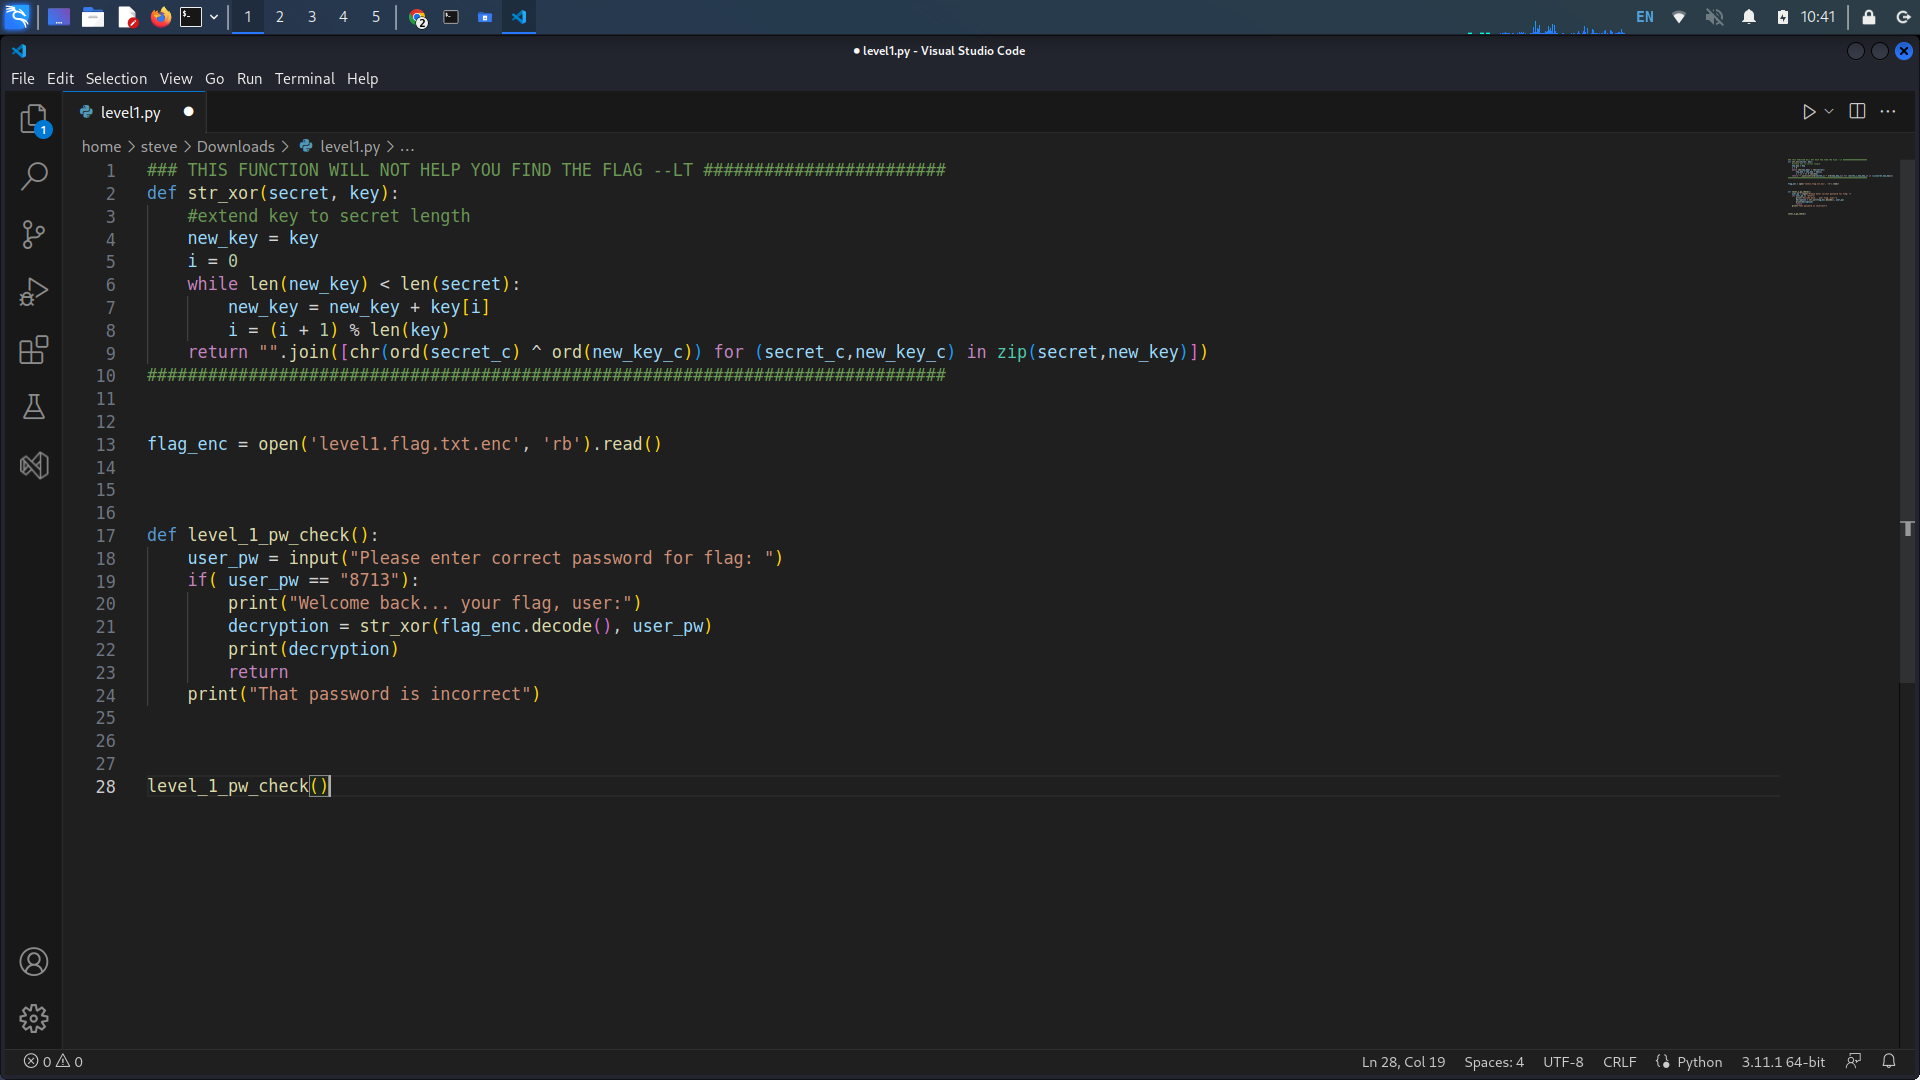 1 2 3 4 5 2 EN 10:41
level1.py - Visual Studio Code
File Edit Selection View Go Run Terminal Help
1
level1.py
home > steve > Downloads > level1.py > ...
1 ### THIS FUNCTION WILL NOT HELP YOU FIND THE FLAG --LT ########################
2 def str_xor(secret, key):
3     #extend key to secret length
4     new_key = key
5     i = 0
6     while len(new_key) < len(secret):
7         new_key = new_key + key[i]
8         i = (i + 1) % len(key)
9     return "".join([chr(ord(secret_c) ^ ord(new_key_c)) for (secret_c,new_key_c) in zip(secret,new_key)])
10 ###############################################################################
11
12
13 flag_enc = open('level1.flag.txt.enc', 'rb').read()
14
15
16
17 def level_1_pw_check():
18     user_pw = input("Please enter correct password for flag: ")
19     if( user_pw == "8713"):
20         print("Welcome back... your flag, user:")
21         decryption = str_xor(flag_enc.decode(), user_pw)
22         print(decryption)
23         return
24     print("That password is incorrect")
25
26
27
28 level_1_pw_check()
0 0 Ln 28, Col 19 Spaces: 4 UTF-8 CRLF Python 3.11.1 64-bit